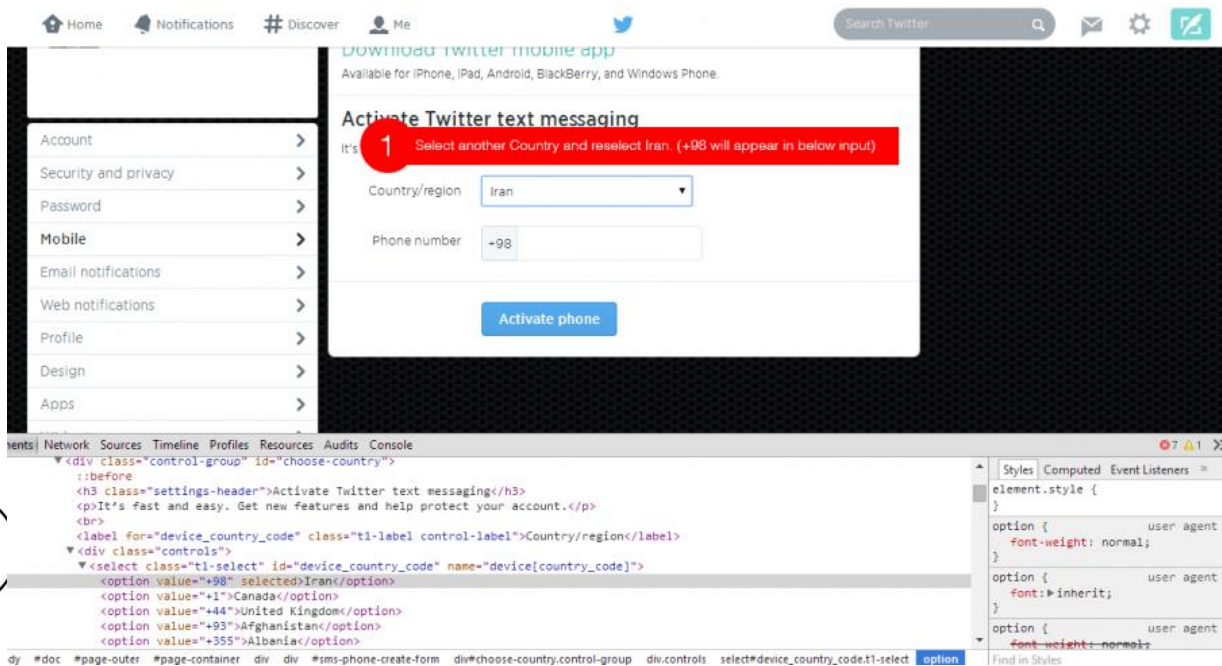 Home Notifications Discover Me Search Twitter
Download Twitter mobile app
Available for iPhone, iPad, Android, BlackBerry, and Windows Phone.
Activate Twitter text messaging
It's
1 Select another Country and reselect Iran. (+98 will appear in below input)
Country/region Iran
Phone number +98
Activate phone
Account
Security and privacy
Password
Mobile
Email notifications
Web notifications
Profile
Design
Apps
ents Network Sources Timeline Profiles Resources Audits Console 7 1
▼<div class="control-group" id="choose-country">
::before
<h3 class="settings-header">Activate Twitter text messaging</h3>
<p>It's fast and easy. Get new features and help protect your account.</p>
<br>
<label for="device_country_code" class="t1-label control-label">Country/region</label>
▼<div class="controls">
▼<select class="t1-select" id="device_country_code" name="device[country_code]">
<option value="+98" selected>Iran</option>
<option value="+1">Canada</option>
<option value="+44">United Kingdom</option>
<option value="+93">Afghanistan</option>
<option value="+355">Albania</option>
dy #doc #page-outer #page-container div div #sms-phone-create-form div#choose-country.control-group div.controls select#device_country_code.t1-select option
Styles Computed Event Listeners »
element.style {
}
option { user agent
font-weight: normal;
}
option { user agent
font:▶inherit;
}
option { user agent
font-weight: normal;
Find in Styles